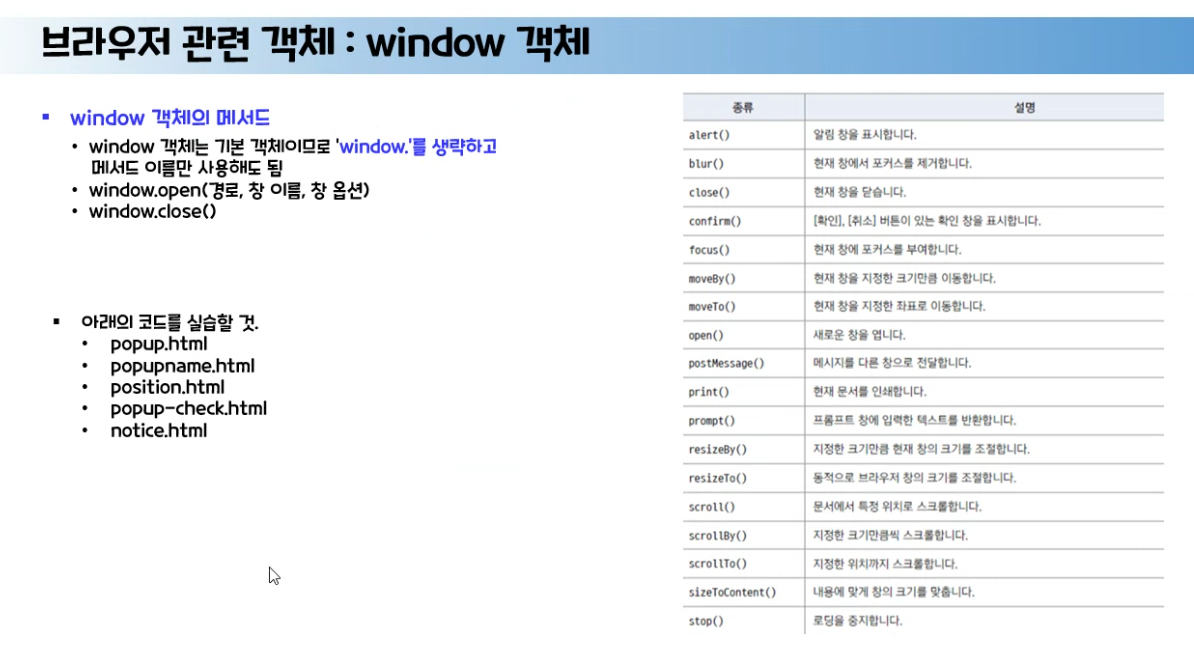 브라우저 관련 객체 : window 객체
window 객체의 메서드
window 객체는 기본 객체이므로 'window.'를 생략하고
메서드 이름만 사용해도 됨
window.open(경로, 창 이름, 창 옵션)
window.close()
아래의 코드를 실습할 것.
popup.html
popupname.html
position.html
popup-check.html
notice.html
종류 설명
alert() 알림 창을 표시합니다.
blur() 현재 창에서 포커스를 제거합니다.
close() 현재 창을 닫습니다.
confirm() [확인], [취소] 버튼이 있는 확인 창을 표시합니다.
focus() 현재 창에 포커스를 부여합니다.
moveBy() 현재 창을 지정한 크기만큼 이동합니다.
moveTo() 현재 창을 지정한 좌표로 이동합니다.
open() 새로운 창을 엽니다.
postMessage() 메시지를 다른 창으로 전달합니다.
print() 현재 문서를 인쇄합니다.
prompt() 프롬프트 창에 입력한 텍스트를 반환합니다.
resizeBy() 지정한 크기만큼 현재 창의 크기를 조절합니다.
resizeTo() 동적으로 브라우저 창의 크기를 조절합니다.
scroll() 문서에서 특정 위치로 스크롤합니다.
scrollBy() 지정한 크기만큼씩 스크롤합니다.
scrollTo() 지정한 위치까지 스크롤합니다.
sizeToContent() 내용에 맞게 창의 크기를 맞춥니다.
stop() 로딩을 중지합니다.